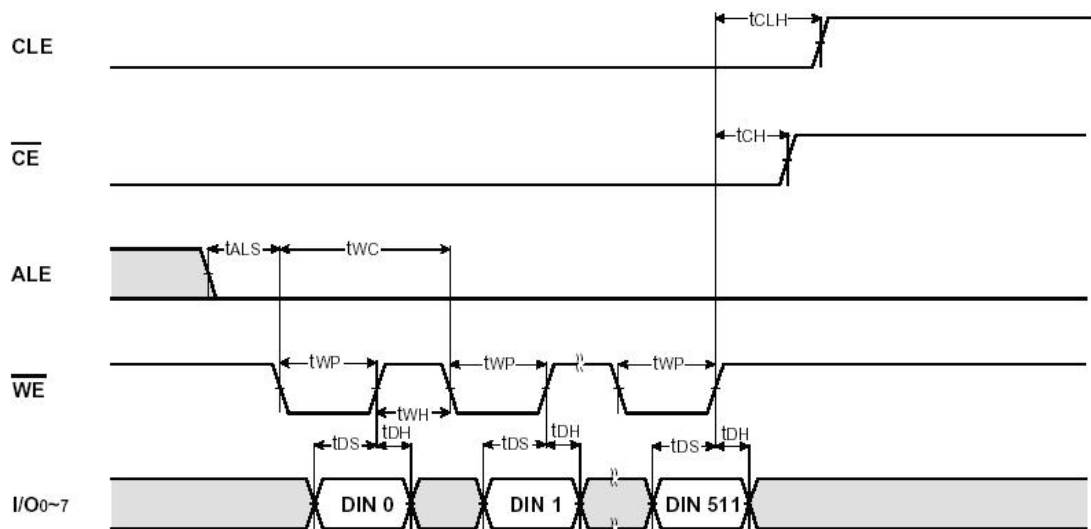 CLE
tCLH
CE
tCH
ALE
tALS
tWC
WE
tWP
tWP
tWP
tWH
tDS
tDH
tDS
tDH
tDS
tDH
I/O0~7
DIN 0
DIN 1
DIN 511